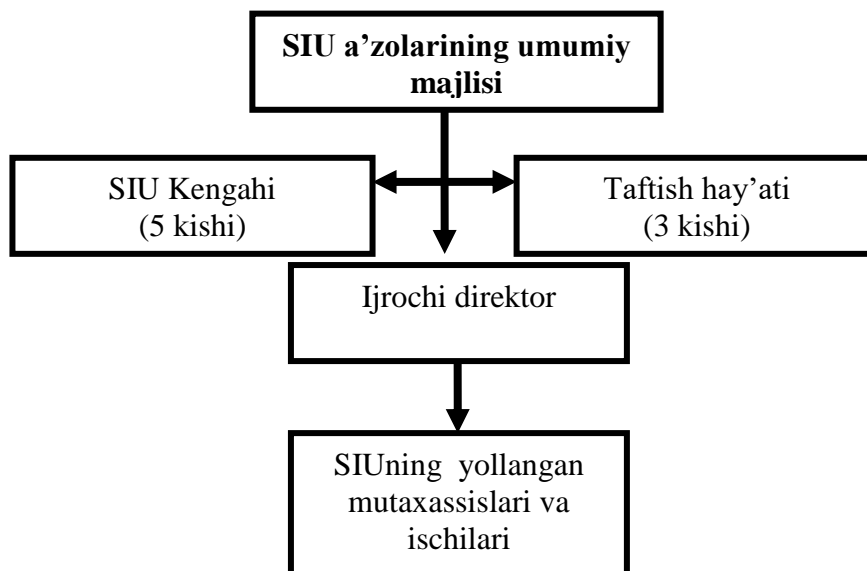 SIU a’zolarining umumiy
majlisi
SIU Kengahi
(5 kishi)
Taftish hay’ati
(3 kishi)
Ijrochi direktor
SIUning yollangan
mutaxassislari va
ischilari